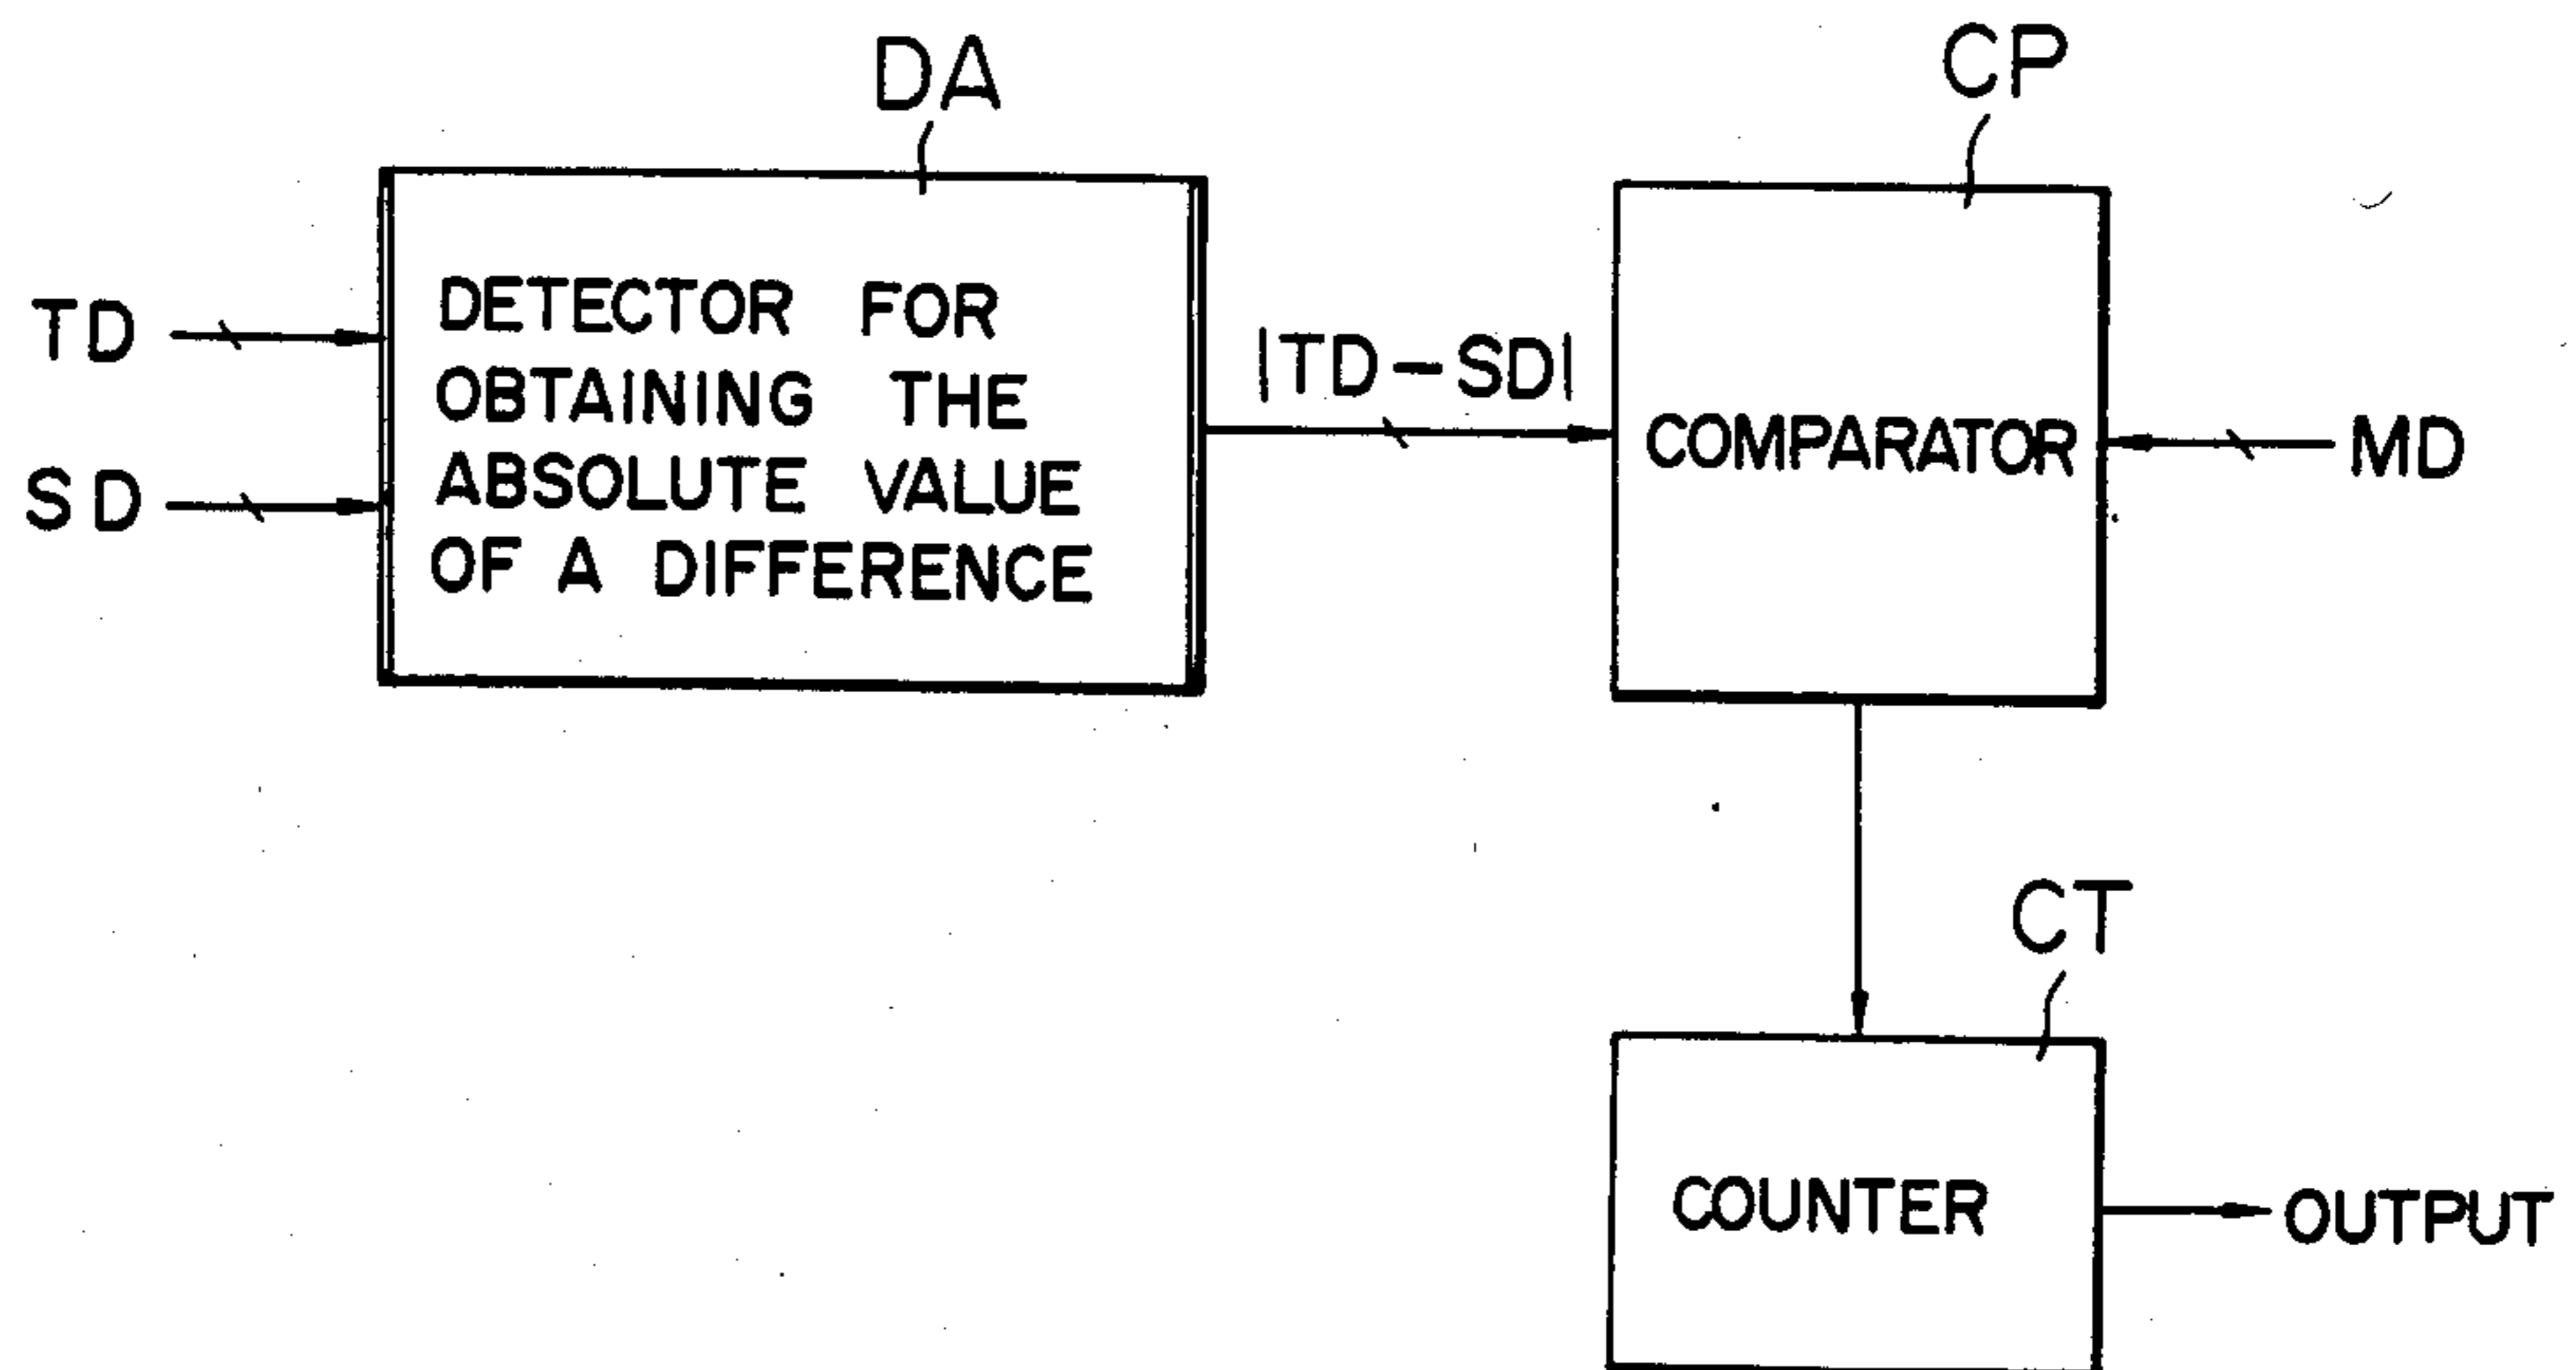 DA
CP
TD
SD
DETECTOR FOR
OBTAINING THE
ABSOLUTE VALUE
OF A DIFFERENCE
|TD-SD|
COMPARATOR
MD
CT
COUNTER
OUTPUT